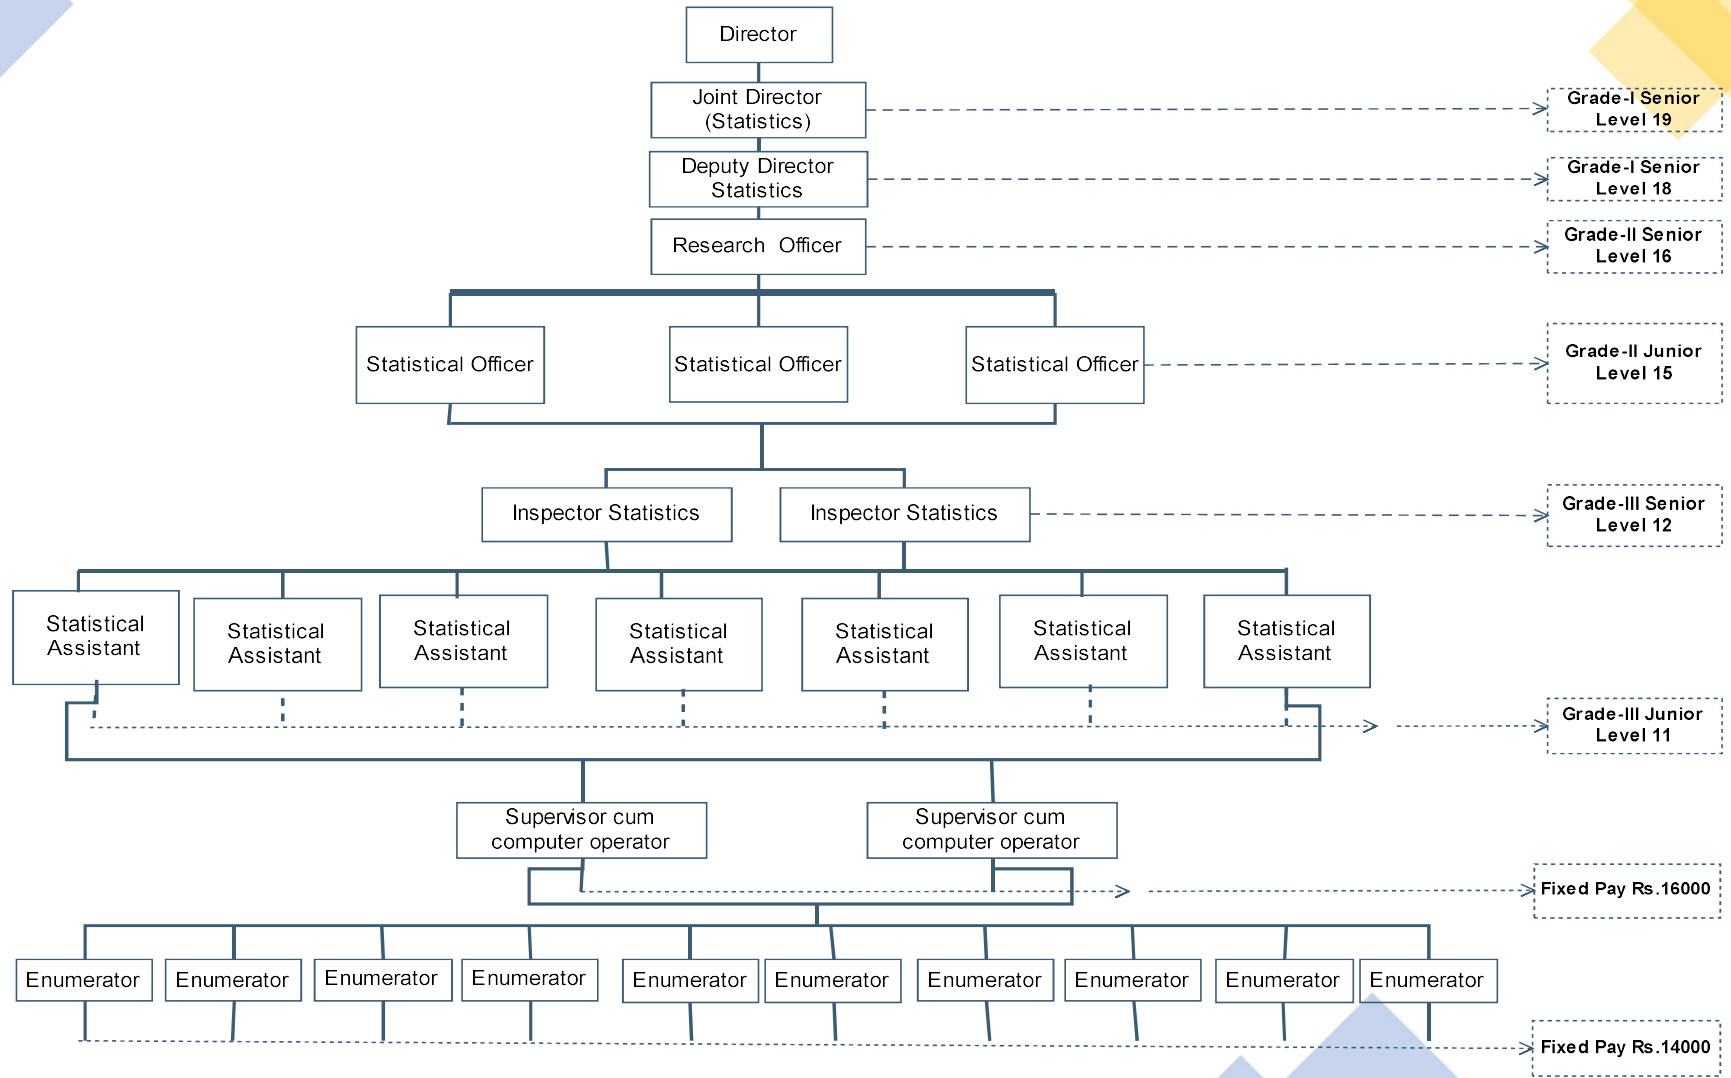 Director
Joint Director
(Statistics)
Grade-I Senior
Level 19
Deputy Director
Statistics
Grade-I Senior
Level 18
Research Officer
Grade-II Senior
Level 16
Statistical Officer
Statistical Officer
Statistical Officer
Grade-II Junior
Level 15
Inspector Statistics
Inspector Statistics
Grade-III Senior
Level 12
Statistical
Assistant
Statistical
Assistant
Statistical
Assistant
Statistical
Assistant
Statistical
Assistant
Statistical
Assistant
Statistical
Assistant
Grade-III Junior
Level 11
Supervisor cum
computer operator
Supervisor cum
computer operator
Fixed Pay Rs.16000
Enumerator
Enumerator
Enumerator
Enumerator
Enumerator
Enumerator
Enumerator
Enumerator
Enumerator
Enumerator
Fixed Pay Rs.14000